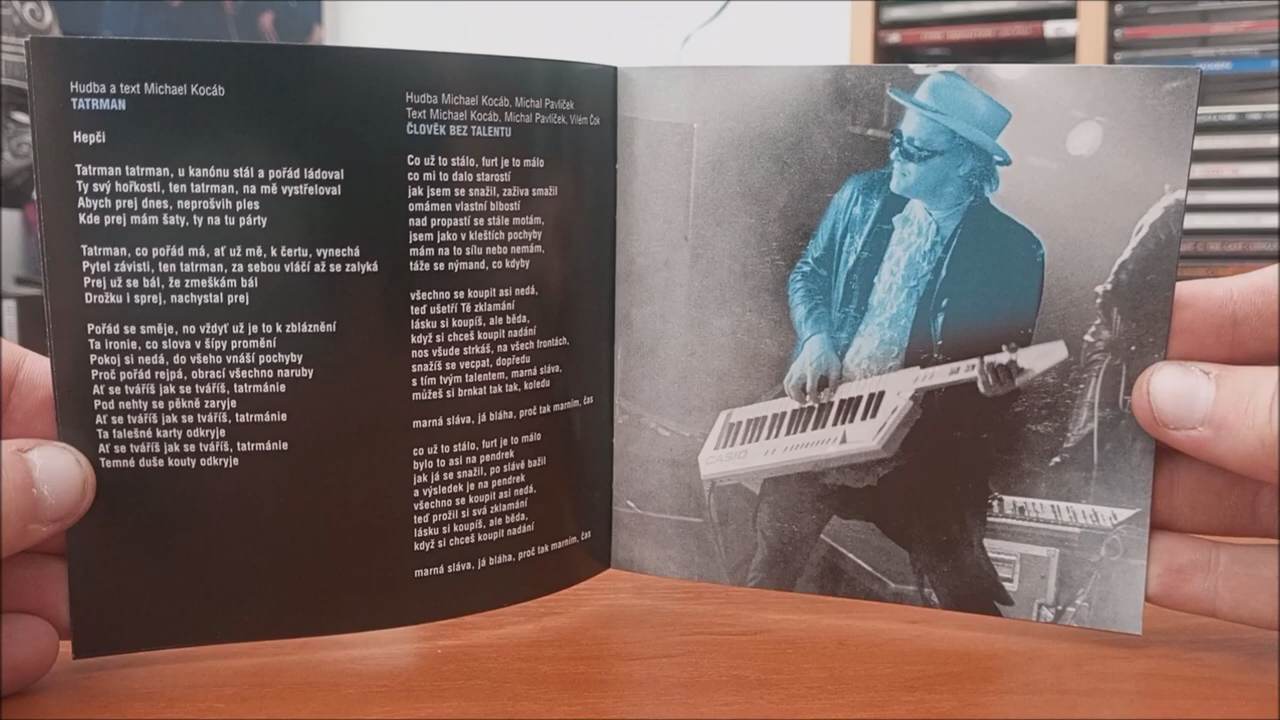 Hudba a text Michael Kocáb
TATRMAN
Hepči
Tatrman tatrman, u kanónu stál a pořád ládoval
Ty svý hořkosti, ten tatrman, na mě vystřeloval
Abych prej dnes, neprošvih ples
Kde prej mám šaty, ty na tu párty
Tatrman, co pořád má, ať už mě, k čertu, vynechá
Pytel závisti, ten tatrman, za sebou vláčí až se zalyká
Prej už se bál, že zmeškám bál
Drožku i sprej, nachystal prej
Pořád se směje, no vždyť už je to k zbláznění
Ta ironie, co slova v šípy promění
Pokoj si nedá, do všeho vnáší pochyby
Proč pořád rejpá, obrací všechno naruby
Ať se tváříš jak se tváříš, tatrmánie
Pod nehty se pěkně zaryje
Ať se tváříš jak se tváříš, tatrmánie
Ta falešné karty odkryje
Ať se tváříš jak se tváříš, tatrmánie
Temné duše kouty odkryje
Hudba Michael Kocáb, Michal Pavlíček
Text Michael Kocáb, Michal Pavlíček, Vilém Čok
ČLOVĚK BEZ TALENTU
Co už to stálo, furt je to málo
co mi to dalo starostí
jak jsem se snažil, zaživa smažil
omámen vlastní blbostí
nad propastí se stále motám,
jsem jako v kleštích pochyby
mám na to sílu nebo nemám,
táže se nýmand, co kdyby
všechno se koupit asi nedá,
teď ušetří Tě zklamání
lásku si koupíš, ale běda,
když si chceš koupit nadání
nos všude strkáš, na všech frontách,
snažíš se vecpat, dopředu
s tím tvým talentem, marná sláva,
můžeš si brnkat tak tak, koledu
marná sláva, já bláha, proč tak marním, čas
co už to stálo, furt je to málo
bylo to asi na pendrek
jak já se snažil, po slávě bažil
a výsledek je na pendrek
všechno se koupit asi nedá,
teď prožil si svá zklamání
lásku si koupíš, ale běda,
když si chceš koupit nadání
marná sláva, já bláha, proč tak marním, čas
CASIO